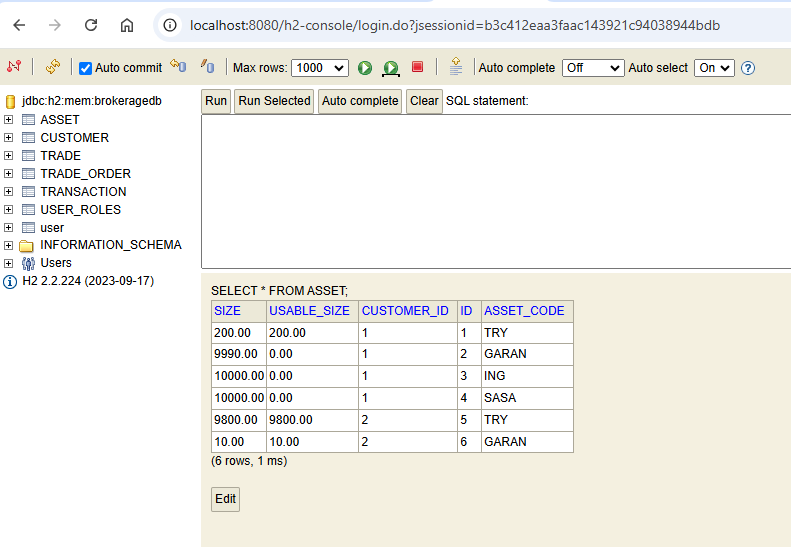 localhost:8080/h2-console/login.do?jsessionid=b3c412eaa3faac143921c94038944bdb
Auto commit Max rows: 1000 Auto complete Off Auto select On
jdbc:h2:mem:brokeragedb
ASSET
CUSTOMER
TRADE
TRADE_ORDER
TRANSACTION
USER_ROLES
user
INFORMATION_SCHEMA
Users
H2 2.2.224 (2023-09-17)
Run Run Selected Auto complete Clear SQL statement:
SELECT * FROM ASSET;
SIZE USABLE_SIZE CUSTOMER_ID ID ASSET_CODE
200.00 200.00 1 1 TRY
9990.00 0.00 1 2 GARAN
10000.00 0.00 1 3 ING
10000.00 0.00 1 4 SASA
9800.00 9800.00 2 5 TRY
10.00 10.00 2 6 GARAN
(6 rows, 1 ms)
Edit